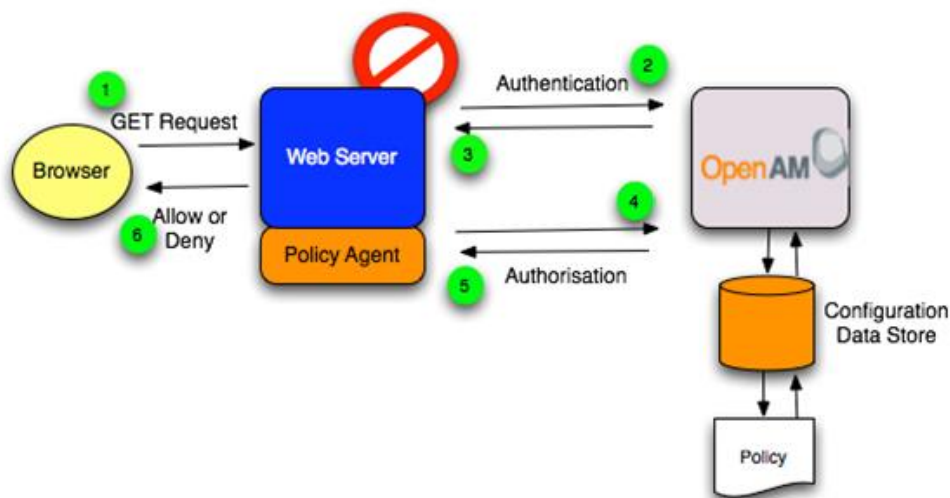 1
GET Request
Browser
6
Allow or
Deny
Web Server
Policy Agent
Authentication
2
3
4
5
Authorisation
OpenAM
Configuration
Data Store
Policy